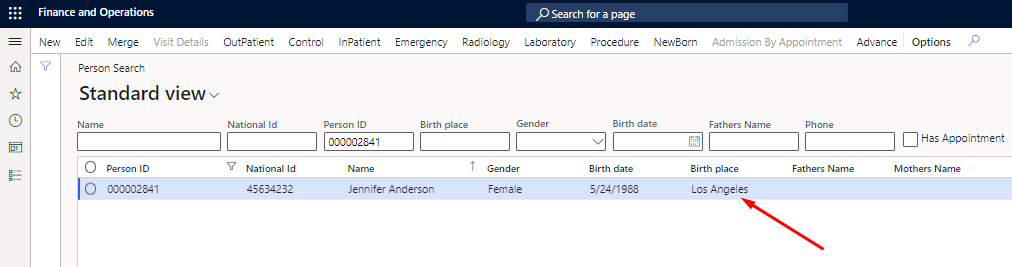 Finance and Operations
Search for a page
New Edit Merge Visit Details OutPatient Control InPatient Emergency Radiology Laboratory Procedure NewBorn Admission By Appointment Advance Options
Person Search
Standard view
Name National Id Person ID Birth place Gender Birth date Fathers Name Phone
000002841 Has Appointment
Person ID National Id Name Gender Birth date Birth place Fathers Name Mothers Name
000002841 45634232 Jennifer Anderson Female 5/24/1988 Los Angeles